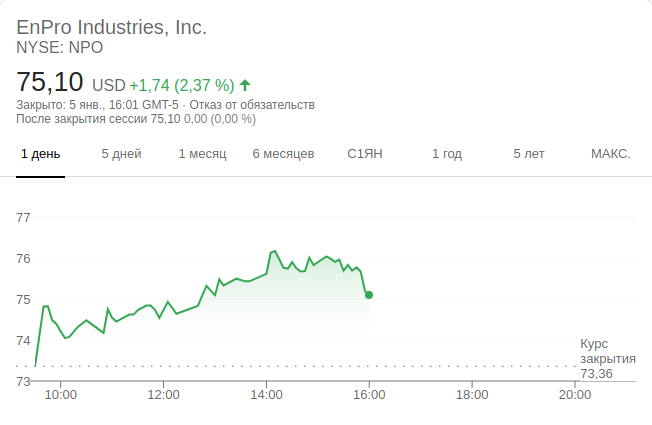 EnPro Industries, Inc.
NYSE: NPO
75,10 USD +1,74 (2,37 %)
Закрыто: 5 янв., 16:01 GMT-5 · Отказ от обязательств
После закрытия сессии 75,10 0,00 (0,00 %)
1 день 5 дней 1 месяц 6 месяцев С1ЯН 1 год 5 лет МАКС.
77
76
75
74
Курс
закрытия
73,36
73
10:00 12:00 14:00 16:00 18:00 20:00